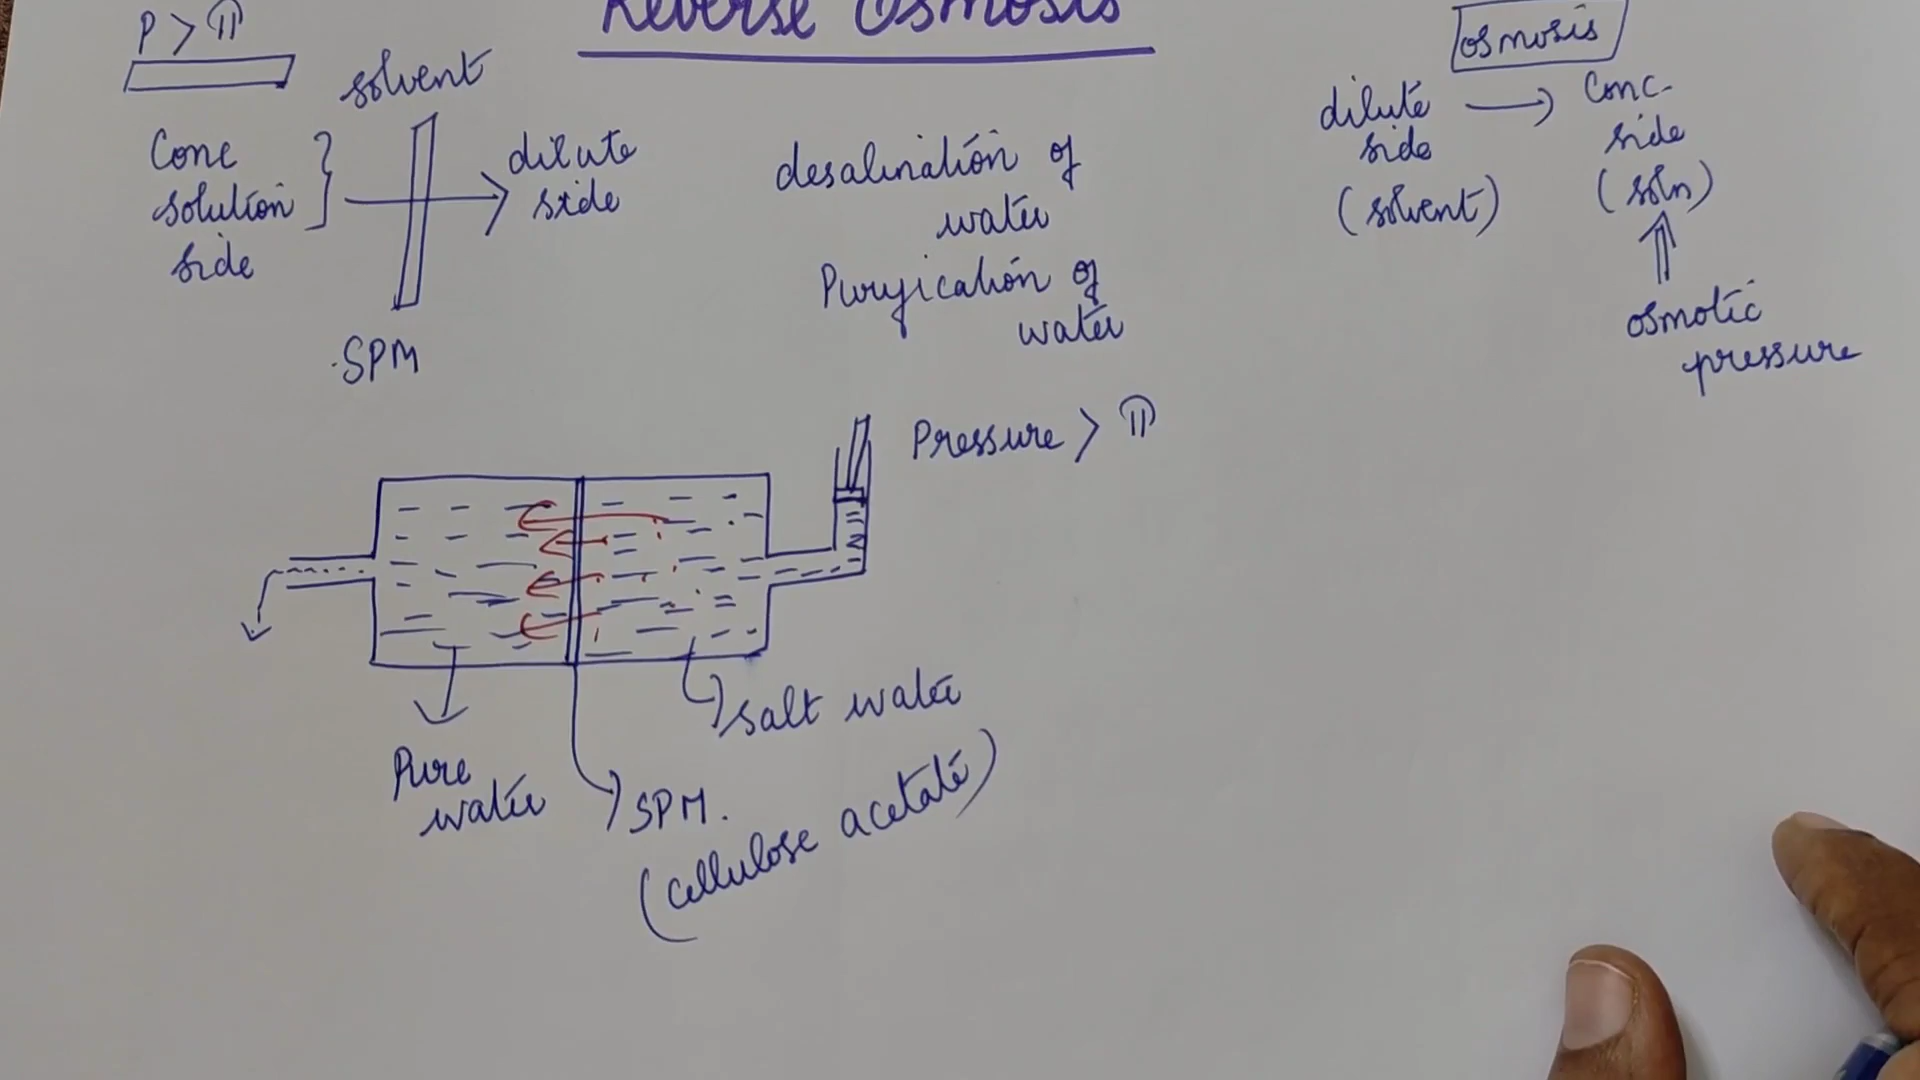 Reverse Osmosis
P > π
solvent
Conc
solution
side
dilute
side
SPM
desalination of
water
Purification of
water
osmosis
dilute
side
(solvent)
→ Conc.
side
(soln)
osmotic
pressure
Pressure > π
Pure
water
salt water
SPM.
(cellulose acetate)